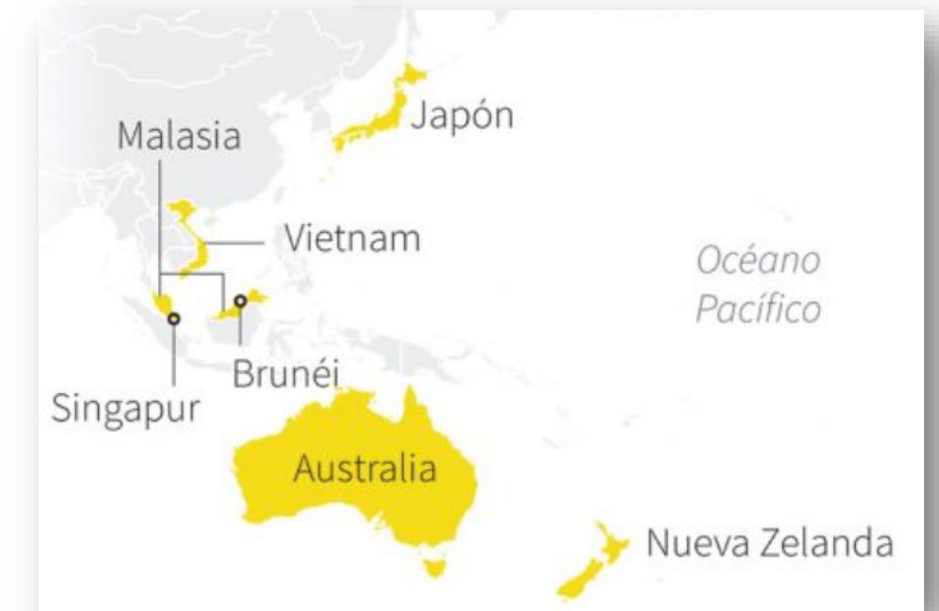 Japón
Malasia
Vietnam
Océano
Pacífico
Brunéi
Singapur
Australia
Nueva Zelanda